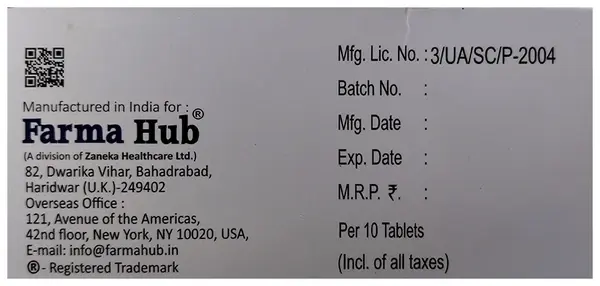 Manufactured in India for :
Farma Hub®
(A division of Zaneka Healthcare Ltd.)
82, Dwarika Vihar, Bahadrabad,
Haridwar (U.K.)-249402
Overseas Office :
121, Avenue of the Americas,
42nd floor, New York, NY 10020, USA,
E-mail: info@farmahub.in
®- Registered Trademark
Mfg. Lic. No. : 3/UA/SC/P-2004
Batch No. :
Mfg. Date :
Exp. Date :
M.R.P. ₹. :
Per 10 Tablets
(Incl. of all taxes)